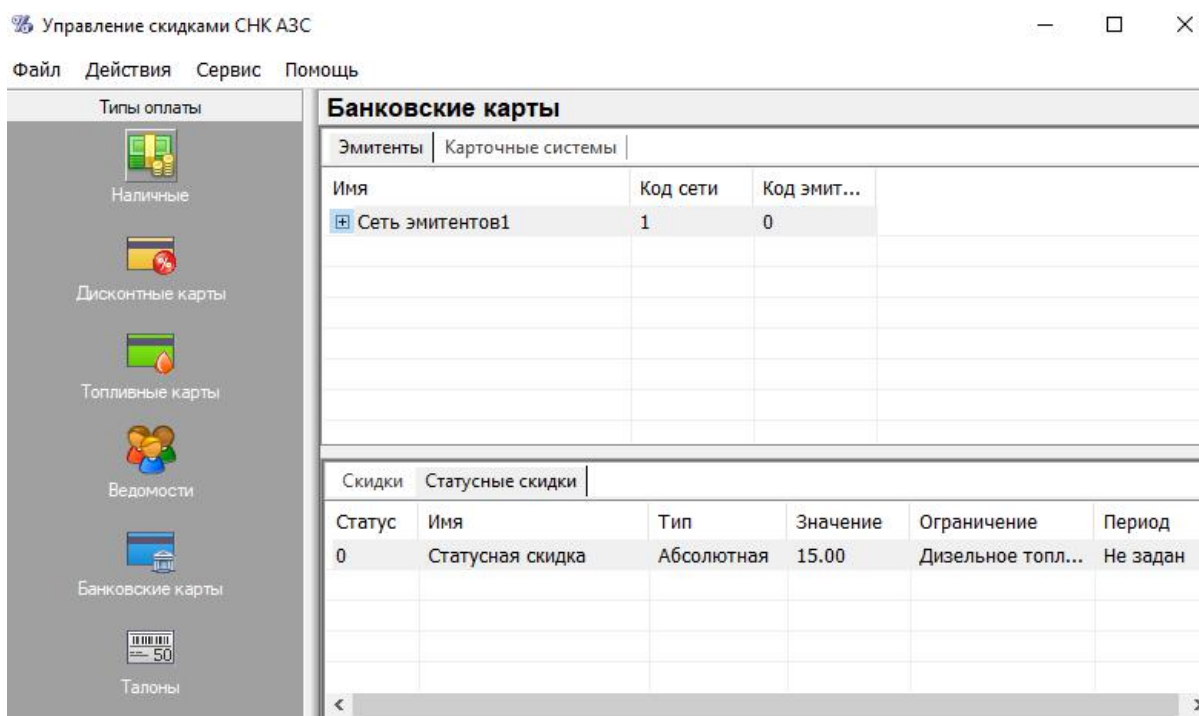 Управление скидками СНК АЗС
Файл Действия Сервис Помощь
Типы оплаты
Наличные
Дисконтные карты
Топливные карты
Ведомости
Банковские карты
50
Талоны
Банковские карты
Эмитенты Карточные системы
Имя Код сети Код эмит...
Сеть эмитентов1 1 0
Скидки Статусные скидки
Статус Имя Тип Значение Ограничение Период
0 Статусная скидка Абсолютная 15.00 Дизельное топл... Не задан